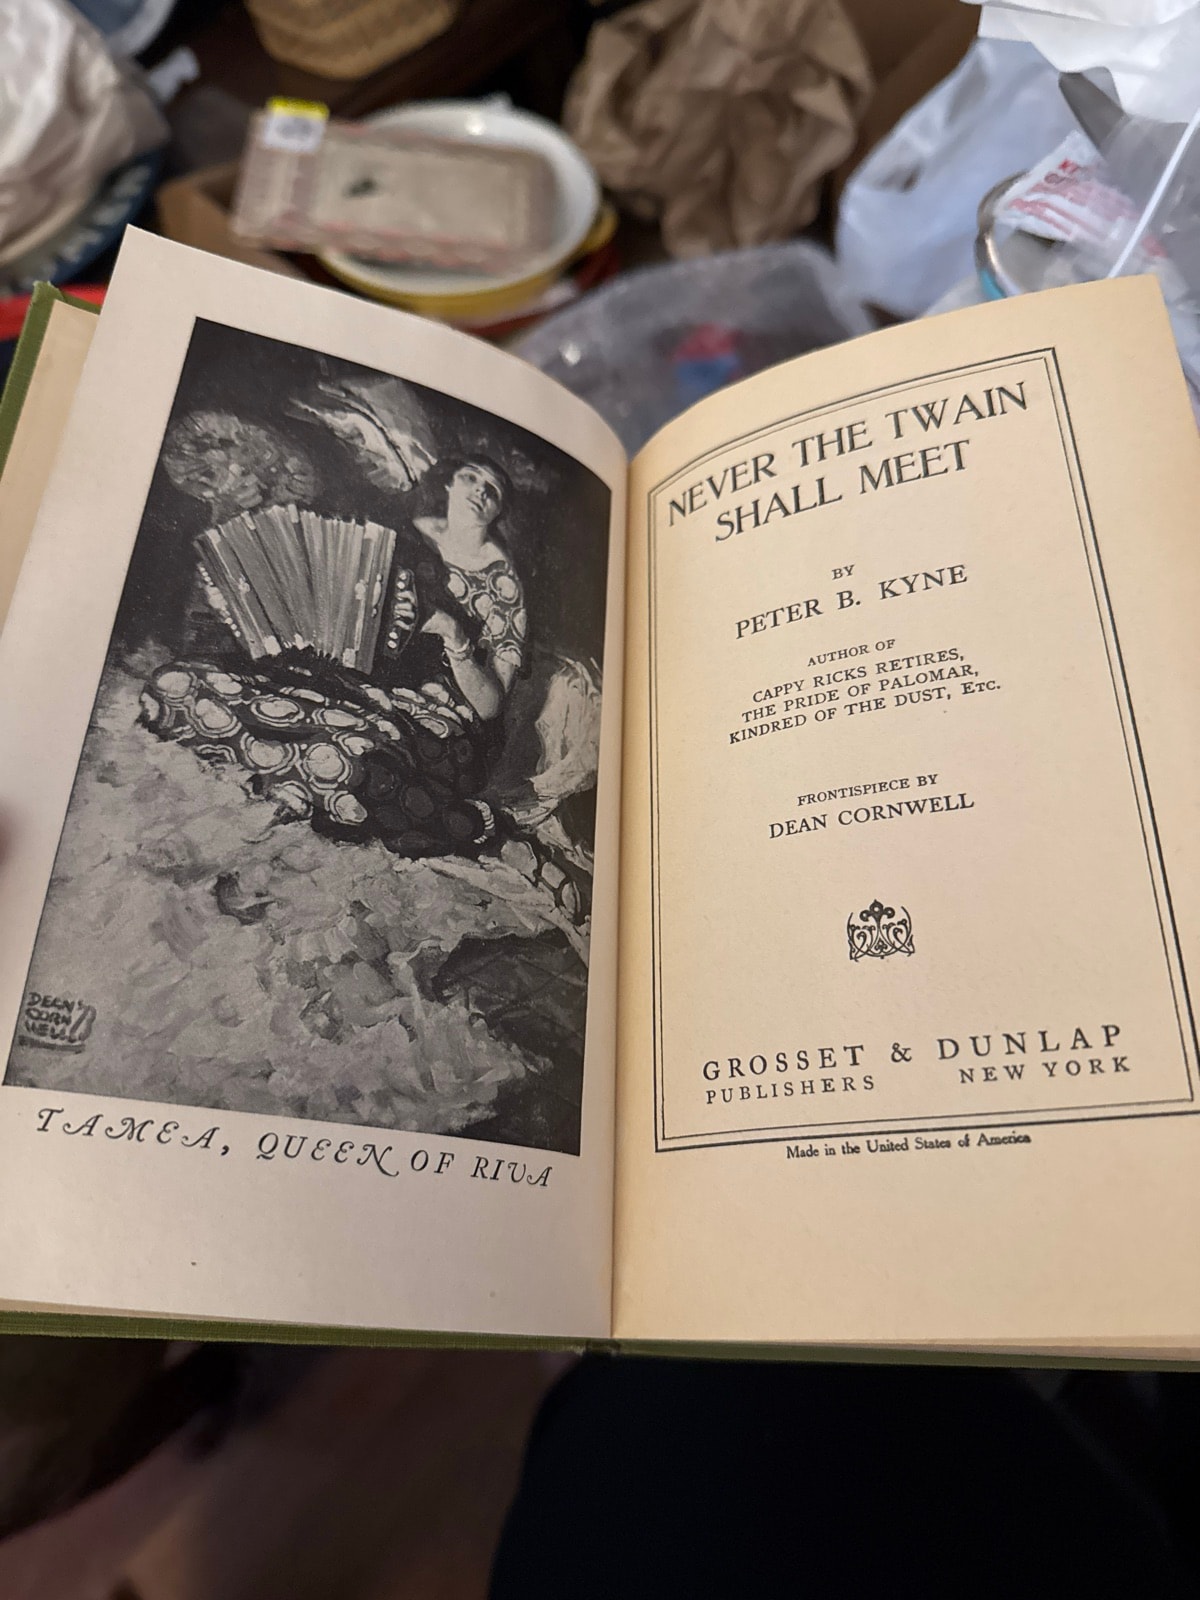 DEAN
CORN
WELL
TAMEA, QUEEN OF RIVA
NEVER THE TWAIN
SHALL MEET
BY
PETER B. KYNE
AUTHOR OF
CAPPY RICKS RETIRES,
THE PRIDE OF PALOMAR,
KINDRED OF THE DUST, ETC.
FRONTISPIECE BY
DEAN CORNWELL
GROSSET & DUNLAP
PUBLISHERS NEW YORK
Made in the United States of America